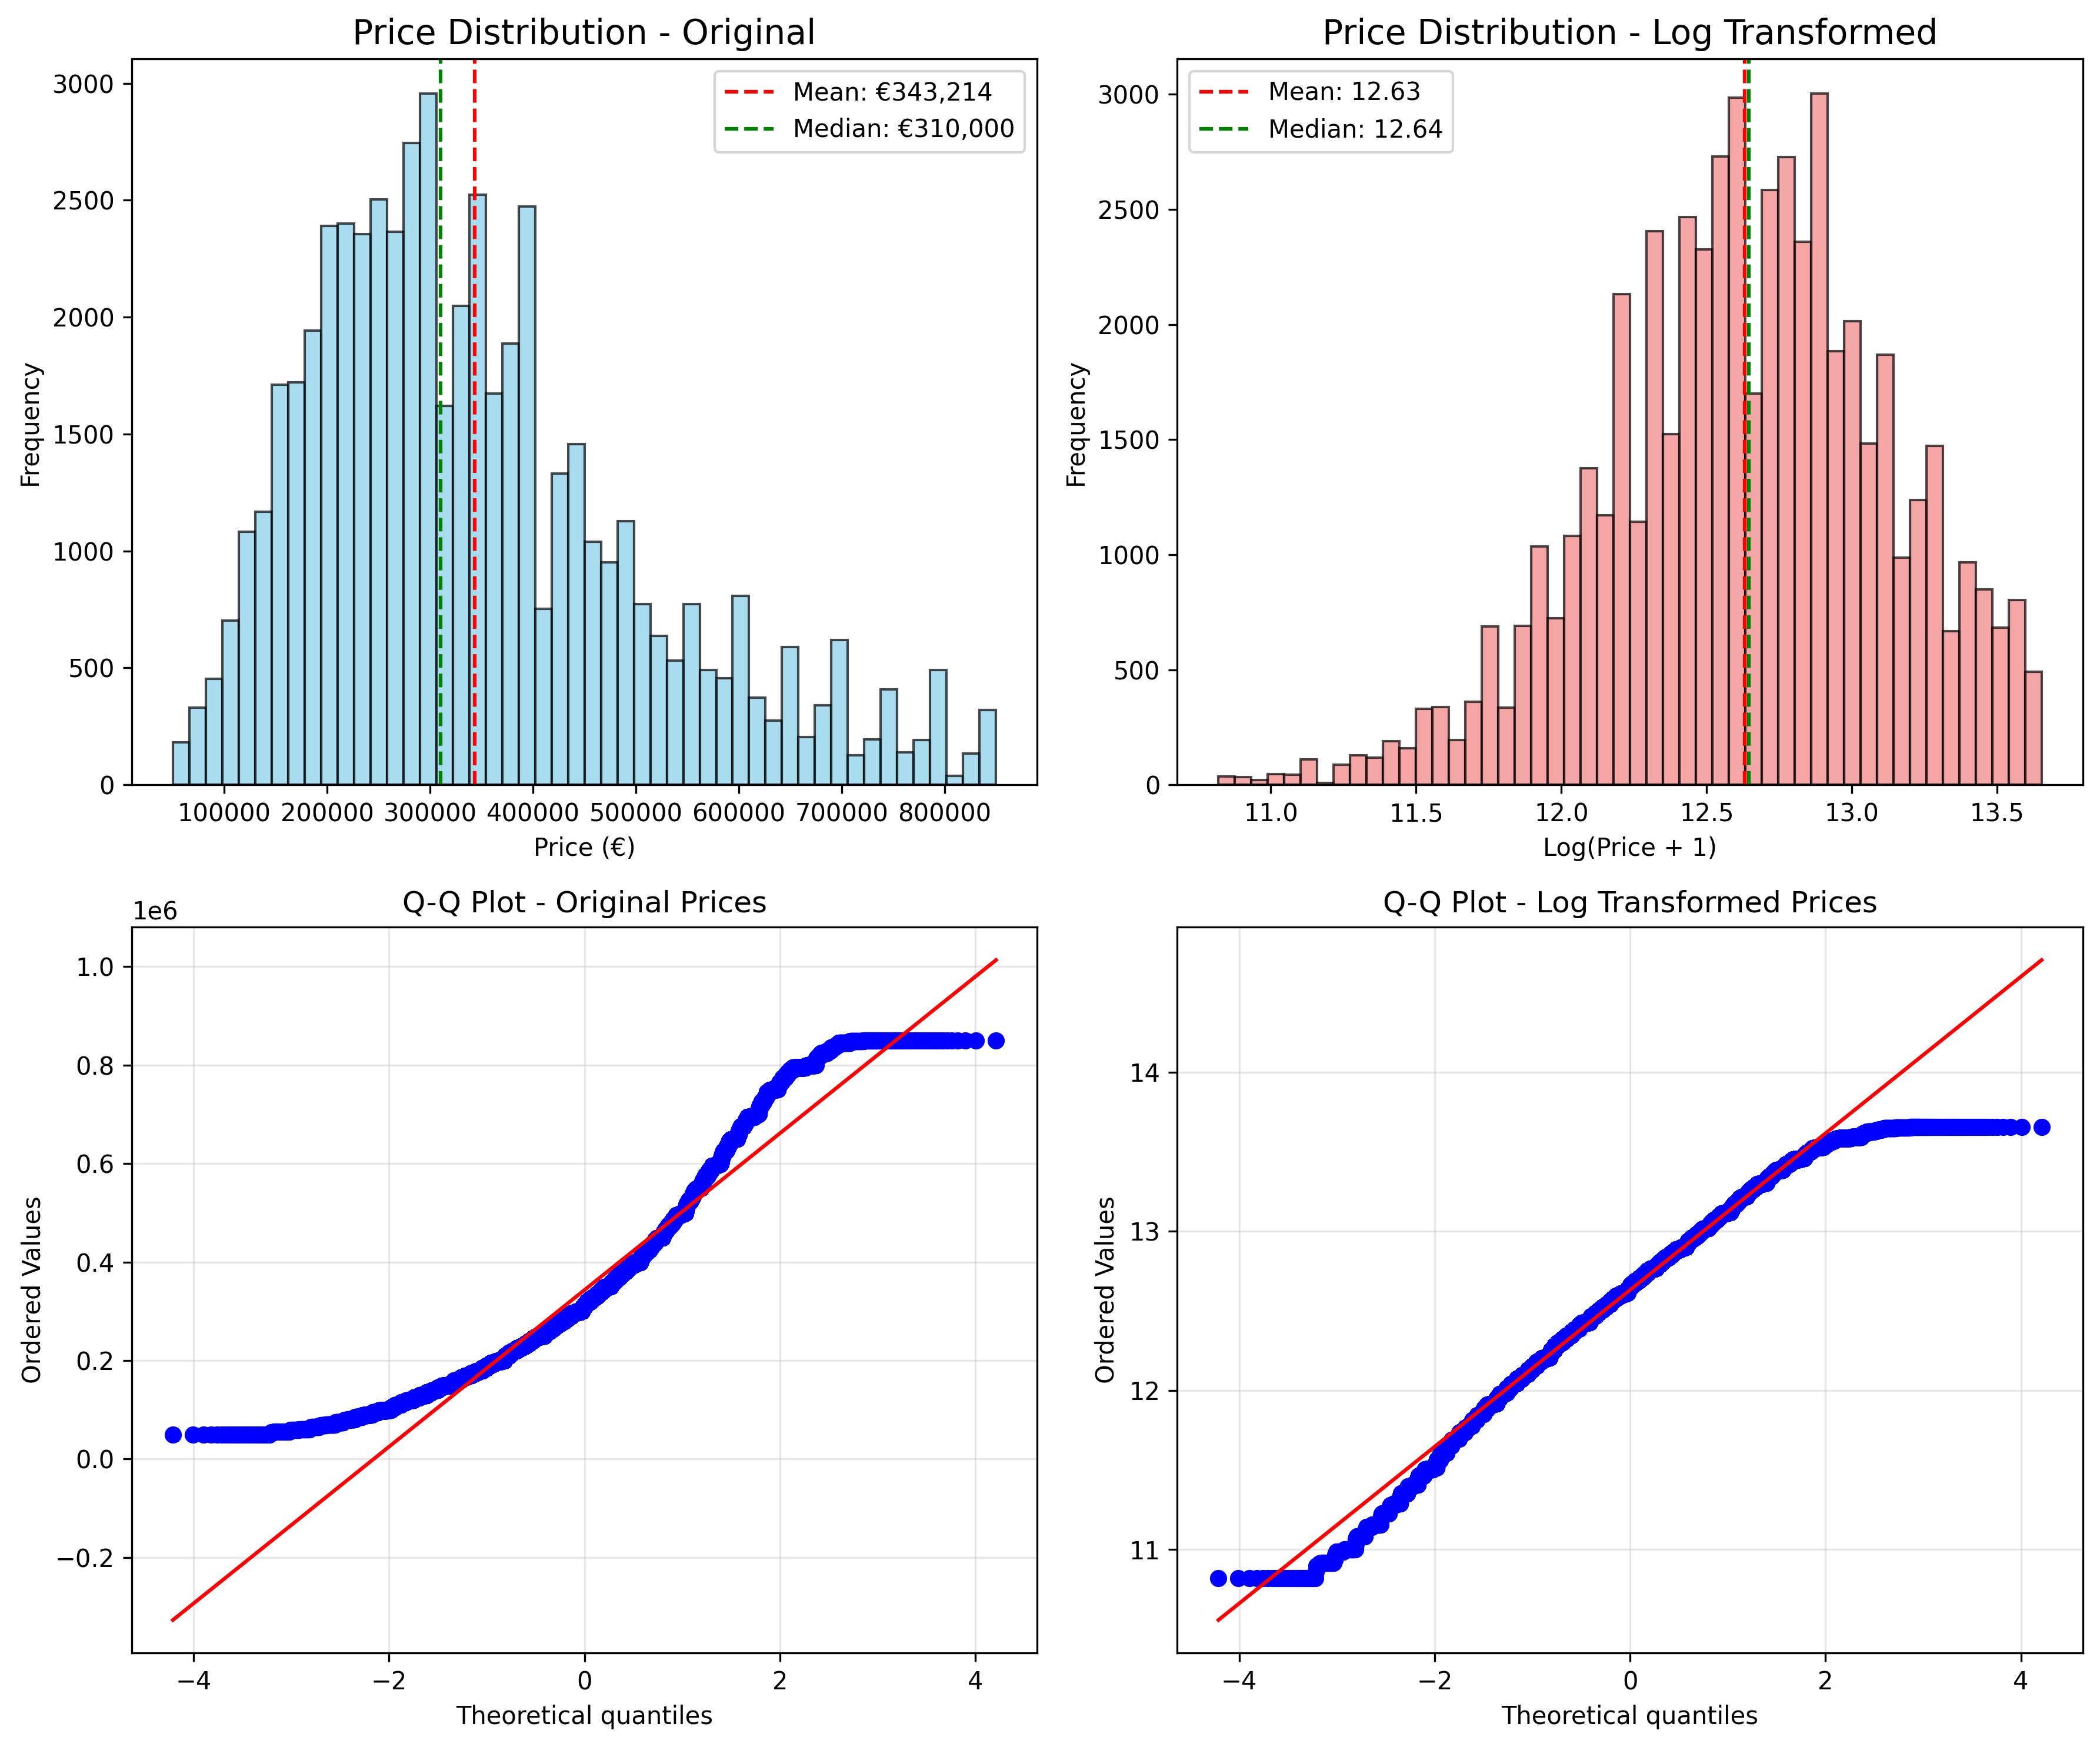 Price Distribution - Original
3000
2500
2000
1500
1000
500
0
Frequency
Mean: €343,214
Median: €310,000
100000 200000 300000 400000 500000 600000 700000 800000
Price (€)
Price Distribution - Log Transformed
3000
2500
2000
1500
1000
500
0
Frequency
Mean: 12.63
Median: 12.64
11.0 11.5 12.0 12.5 13.0 13.5
Log(Price + 1)
Q-Q Plot - Original Prices
1e6
1.0
0.8
0.6
0.4
0.2
0.0
−0.2
Ordered Values
−4 −2 0 2 4
Theoretical quantiles
Q-Q Plot - Log Transformed Prices
14
13
12
11
Ordered Values
−4 −2 0 2 4
Theoretical quantiles